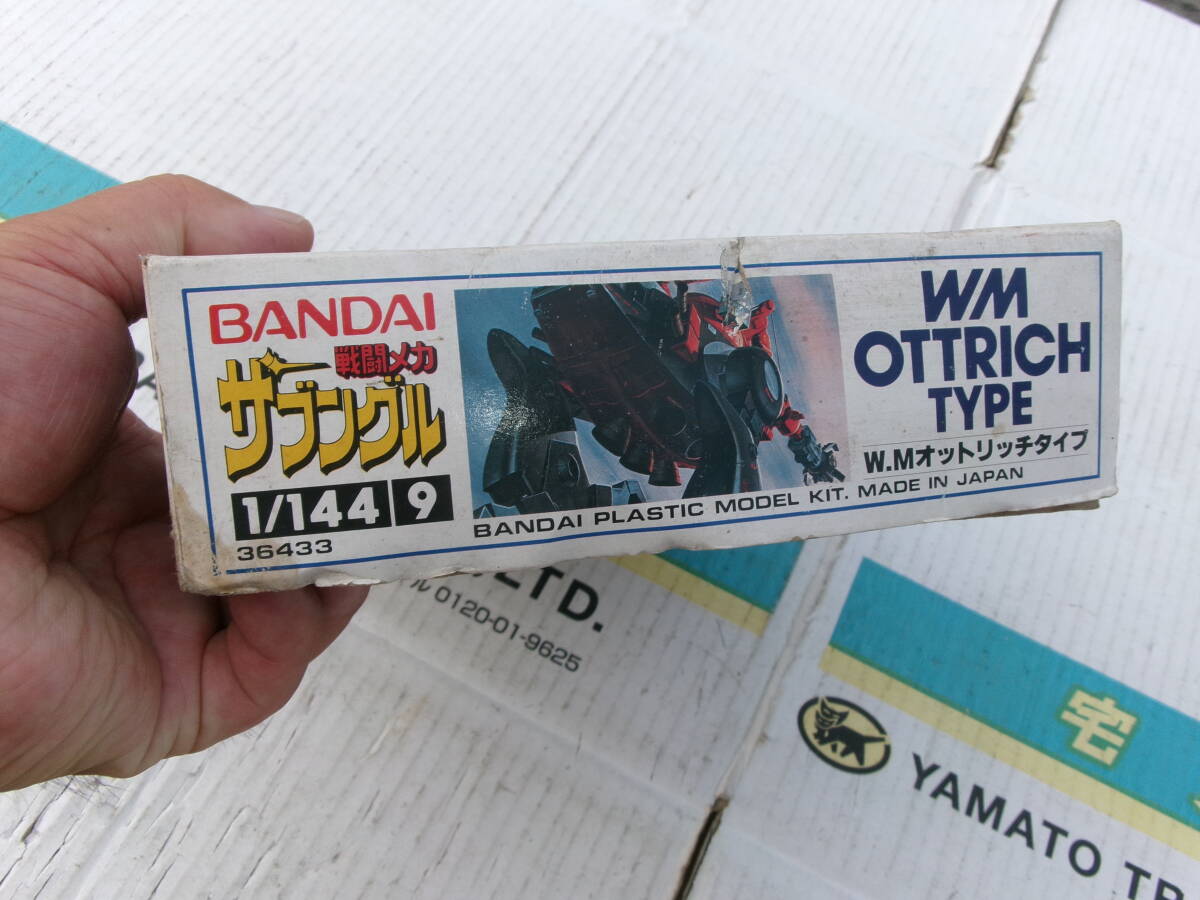 BANDAI
戦闘メカ
ザブングル
1/144 9
36433
BANDAI PLASTIC MODEL KIT. MADE IN JAPAN
WM
OTTRICH
TYPE
W.Mオットリッチタイプ
LTD.
ル 0120-01-9625
宅
YAMATO TR